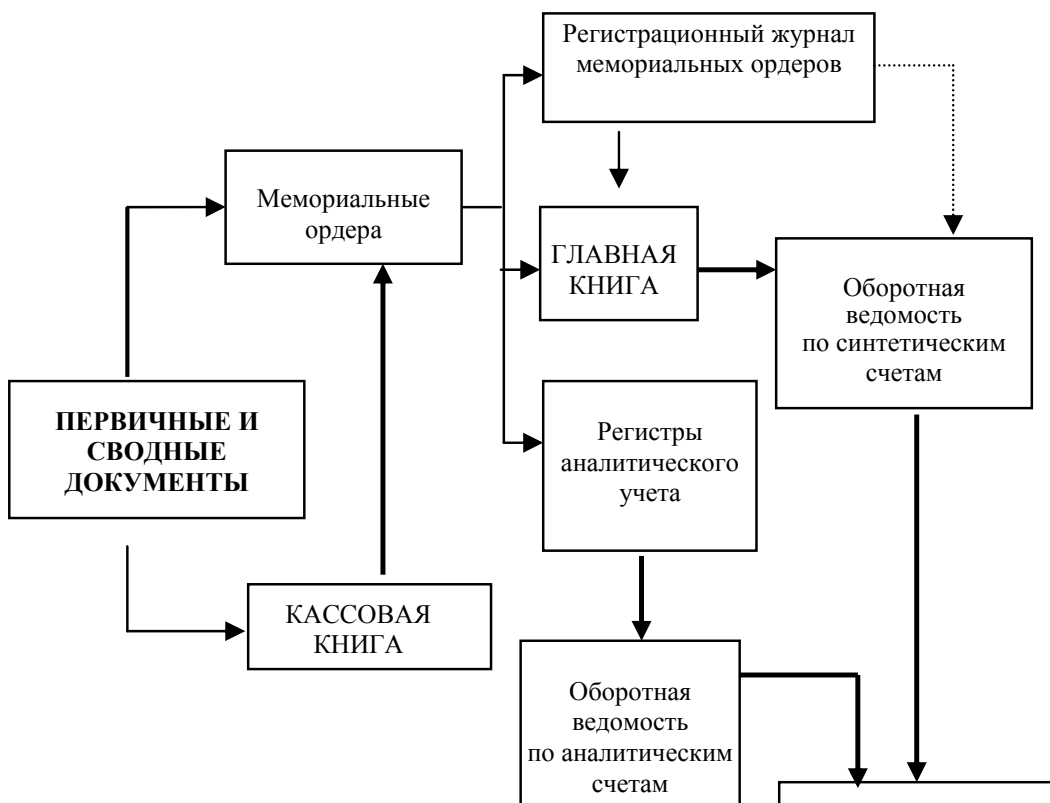 Регистрационный журнал
мемориальных ордеров
Мемориальные
ордера
ГЛАВНАЯ
КНИГА
Оборотная
ведомость
по синтетическим
счетам
ПЕРВИЧНЫЕ И
СВОДНЫЕ
ДОКУМЕНТЫ
Регистры
аналитического
учета
КАССОВАЯ
КНИГА
Оборотная
ведомость
по аналитическим
счетам